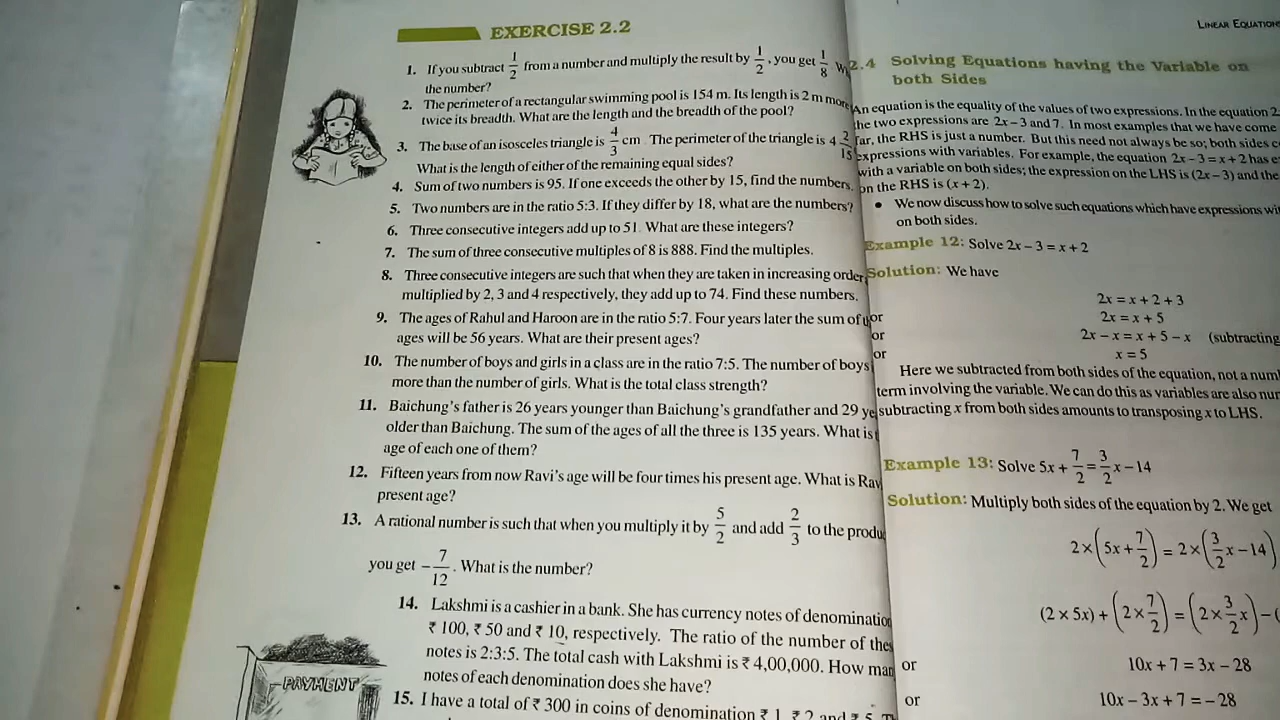 EXERCISE 2.2
1. If you subtract 1/2 from a number and multiply the result by 1/2, you get 1/8
the number?
2. The perimeter of a rectangular swimming pool is 154 m. Its length is 2 m more
twice its breadth. What are the length and the breadth of the pool?
3. The base of an isosceles triangle is 4/3 cm The perimeter of the triangle is 4 2/15
What is the length of either of the remaining equal sides?
4. Sum of two numbers is 95. If one exceeds the other by 15, find the numbers.
5. Two numbers are in the ratio 5:3. If they differ by 18, what are the numbers?
6. Three consecutive integers add up to 51. What are these integers?
7. The sum of three consecutive multiples of 8 is 888. Find the multiples.
8. Three consecutive integers are such that when they are taken in increasing order
multiplied by 2, 3 and 4 respectively, they add up to 74. Find these numbers.
9. The ages of Rahul and Haroon are in the ratio 5:7. Four years later the sum of
ages will be 56 years. What are their present ages?
10. The number of boys and girls in a class are in the ratio 7:5. The number of boys
more than the number of girls. What is the total class strength?
11. Baichung's father is 26 years younger than Baichung's grandfather and 29
older than Baichung. The sum of the ages of all the three is 135 years. What is
age of each one of them?
12. Fifteen years from now Ravi's age will be four times his present age. What is
present age?
13. A rational number is such that when you multiply it by 5/2 and add 2/3 to the
you get -7/12. What is the number?
14. Lakshmi is a cashier in a bank. She has currency notes of
₹ 100, ₹ 50 and ₹ 10, respectively. The ratio of the number of
notes is 2:3:5. The total cash with Lakshmi is ₹ 4,00,000. How
notes of each denomination does she have?
PAYMENT
15. I have a total of ₹ 300 in coins of denomination ₹ 1, ₹ 2 and ₹ 5.
LINEAR
2.4 Solving Equations having the Variable on
both Sides
An equation is the equality of the values of two expressions. In the equation
the two expressions are 2x – 3 and 7. In most examples that we have come
far, the RHS is just a number. But this need not always be so; both sides
expressions with variables. For example, the equation 2x – 3 = x + 2 has
with a variable on both sides; the expression on the LHS is (2x – 3) and the
on the RHS is (x + 2).
• We now discuss how to solve such equations which have expressions
on both sides.
Example 12: Solve 2x – 3 = x + 2
Solution: We have
2x = x + 2 + 3
or 2x = x + 5
or 2x – x = x + 5 – x (subtracting
or x = 5
Here we subtracted from both sides of the equation, not a
term involving the variable. We can do this as variables are also
subtracting x from both sides amounts to transposing x to LHS.
Example 13: Solve 5x + 7/2 = 3/2 x – 14
Solution: Multiply both sides of the equation by 2. We get
2 × (5x + 7/2) = 2 × (3/2 x – 14)
(2 × 5x) + (2 × 7/2) = (2 × 3/2 x) – (
or 10x + 7 = 3x – 28
or 10x – 3x + 7 = – 28